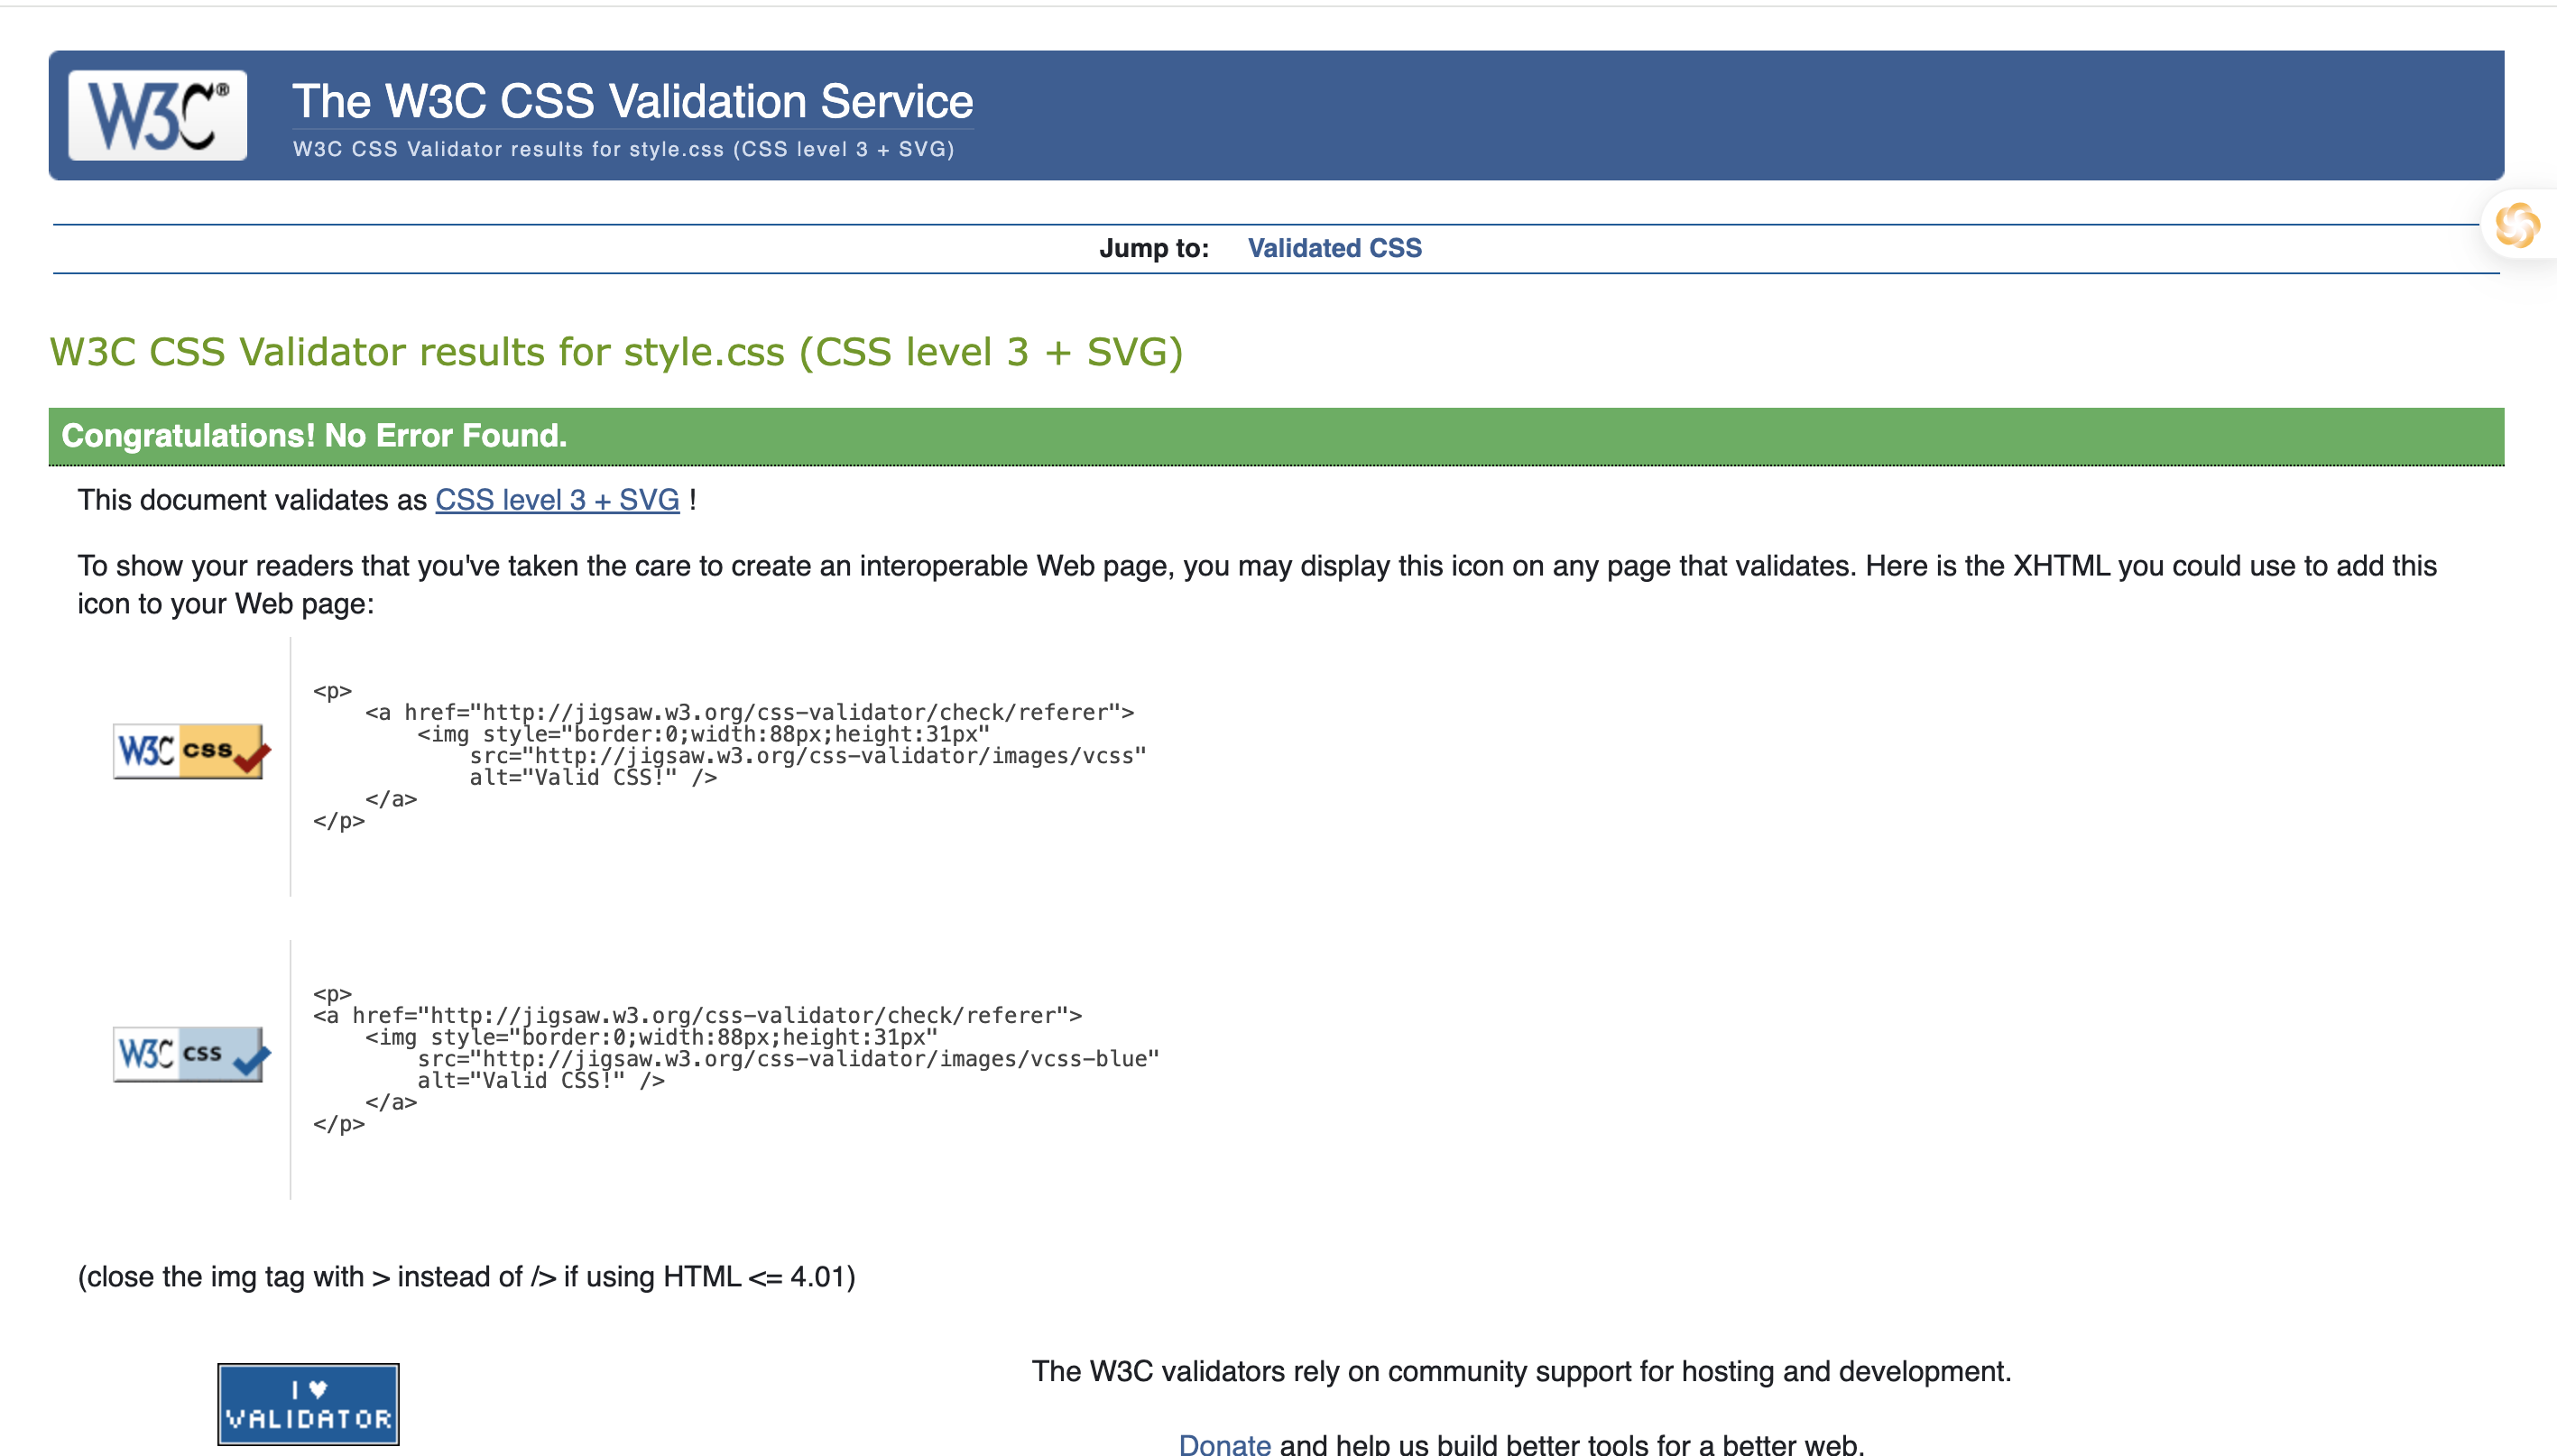 W3C®
The W3C CSS Validation Service
W3C CSS Validator results for style.css (CSS level 3 + SVG)
Jump to: Validated CSS
W3C CSS Validator results for style.css (CSS level 3 + SVG)
Congratulations! No Error Found.
This document validates as CSS level 3 + SVG !
To show your readers that you've taken the care to create an interoperable Web page, you may display this icon on any page that validates. Here is the XHTML you could use to add this
icon to your Web page:
W3C css
<p>
    <a href="http://jigsaw.w3.org/css-validator/check/referer">
        <img style="border:0;width:88px;height:31px"
            src="http://jigsaw.w3.org/css-validator/images/vcss"
            alt="Valid CSS!" />
    </a>
</p>
W3C css
<p>
<a href="http://jigsaw.w3.org/css-validator/check/referer">
    <img style="border:0;width:88px;height:31px"
        src="http://jigsaw.w3.org/css-validator/images/vcss-blue"
        alt="Valid CSS!" />
    </a>
</p>
(close the img tag with > instead of /> if using HTML <= 4.01)
I ♥
VALIDATOR
The W3C validators rely on community support for hosting and development.
Donate and help us build better tools for a better web.